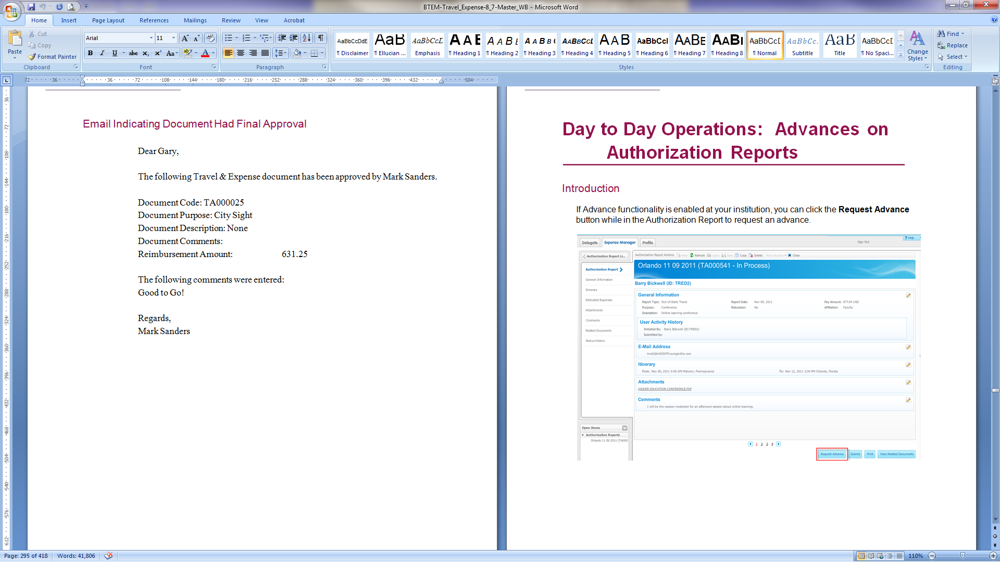 BTEM-Travel_Expense-8_7-Master_WB - Microsoft Word
Home Insert Page Layout References Mailings Review View Acrobat
Paste
Cut
Copy
Format Painter
Clipboard
Arial 11
Font
Paragraph
AaBbCcDdE AaB AaBbCcD A A B A A B B A A B B AABBCCD A A B AaBbCcI AaBb AaBb AaBbCcD AaBbCc. AaBb AaBbCcD
¶ Disclaimer ¶ Ellucian ... Emphasis ¶ Heading 1 ¶ Heading 2 ¶ Heading 3 ¶ Heading 4 ¶ Heading 5 ¶ Heading 6 ¶ Heading 7 ¶ Heading 8 ¶ Normal Subtitle Title ¶ No Spaci...
Change Styles
Styles
Find
Replace
Select
Editing
72 36 36 72 108 144 180 216 252 288 324 360 396 432 504
Email Indicating Document Had Final Approval
Dear Gary,
The following Travel & Expense document has been approved by Mark Sanders.
Document Code: TA000025
Document Purpose: City Sight
Document Description: None
Document Comments:
Reimbursement Amount: 631.25
The following comments were entered:
Good to Go!
Regards,
Mark Sanders
Day to Day Operations: Advances on
Authorization Reports
Introduction
If Advance functionality is enabled at your institution, you can click the Request Advance
button while in the Authorization Report to request an advance.
Delegate Expense Manager Profile Sign Out ? Help
Authorization Report Li...
Authorization Report Actions New Refresh Open Save Copy Delete More Actions Close
Authorization Report
General Information
Itinerary
Estimated Expenses
Attachments
Comments
Related Documents
Status History
Open Items
Authorization Reports
Orlando 11 09 2011 (TA000
Orlando 11 09 2011 (TA000541 - In Process)
Barry Bickwell (ID: TRED2)
General Information
Report Type: Out-of-State Travel Report Date: Nov 09, 2011 Pay Amount: 877.84 USD
Purpose: Conference Relocation: No Affiliation: Faculty
Description: Online learning conference
User Activity History
Initiated By: Barry Bickwell (ID:TRED2)
Submitted by:
E-Mail Address
tred2@m039079.sungardhe.com
Itinerary
From: Nov 09, 2011 9:00 AM Malvern, Pennsylvania To: Nov 12, 2011 3:30 PM Orlando, Florida
Attachments
HIGHER EDUCATION CONFERENCE.PDF
Comments
I will be the session moderator for an afternoon session about online learning.
1 2 3 4
Request Advance Submit Print View Related Documents
Page: 295 of 418 Words: 41,806 110%